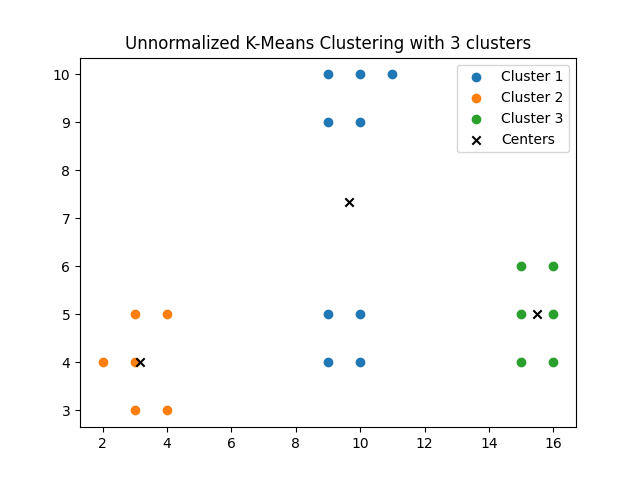 Unnormalized K-Means Clustering with 3 clusters
10
9
8
7
6
5
4
3
2 4 6 8 10 12 14 16
Cluster 1
Cluster 2
Cluster 3
Centers